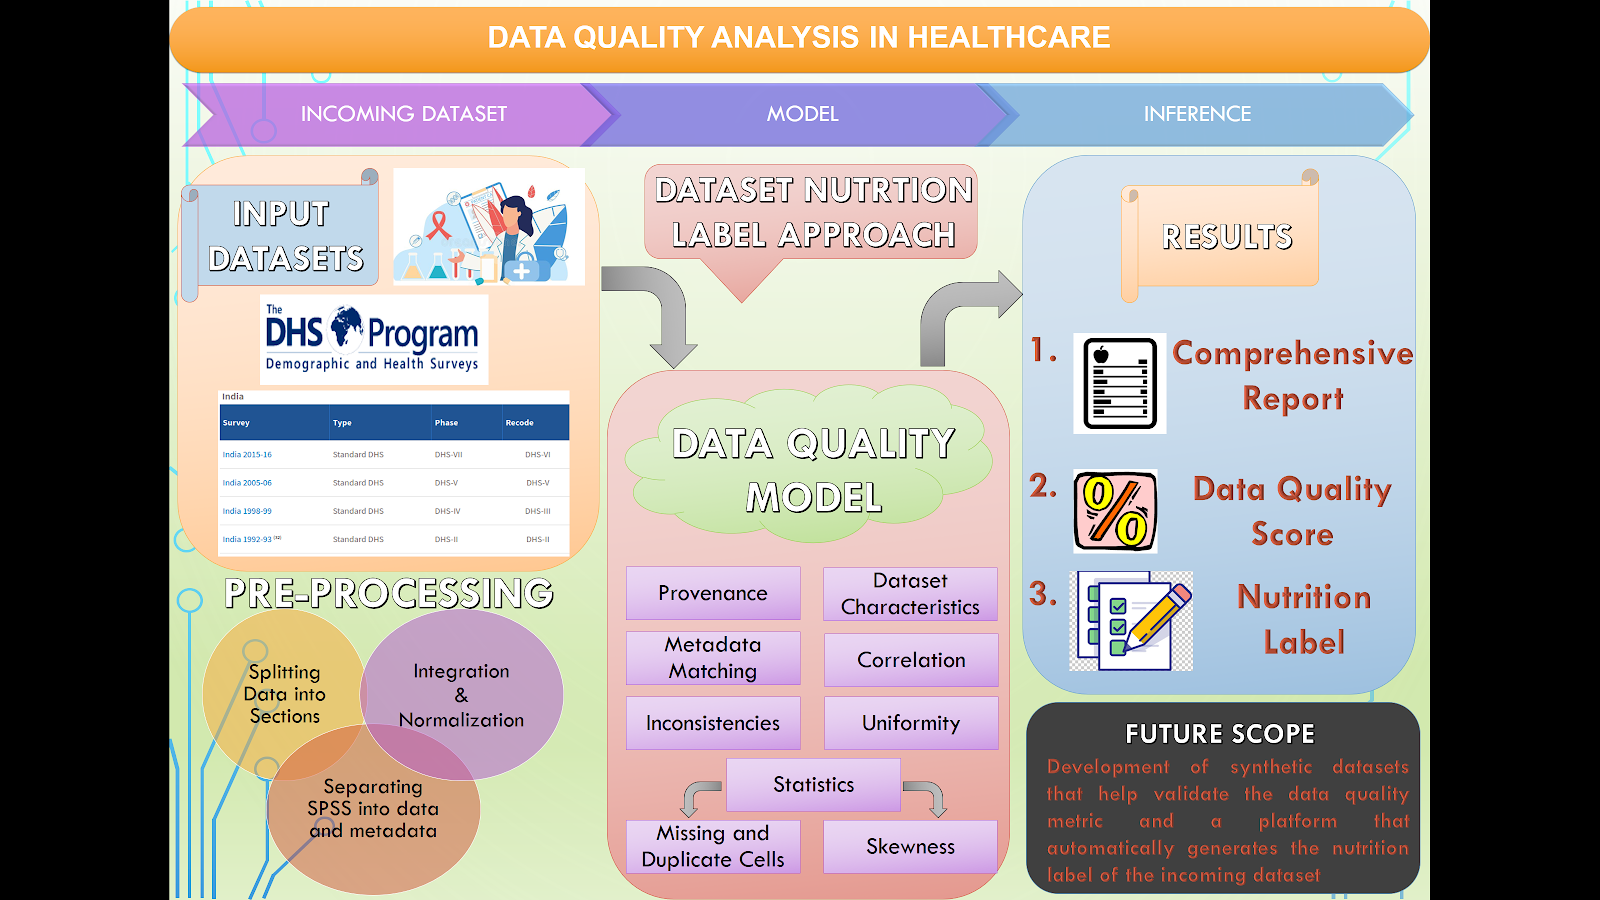 DATA QUALITY ANALYSIS IN HEALTHCARE
INCOMING DATASET
MODEL
INFERENCE
INPUT
DATASETS
The
DHS Program
Demographic and Health Surveys
India
Survey Type Phase Recode
India 2015-16 Standard DHS DHS-VII DHS-VI
India 2005-06 Standard DHS DHS-V DHS-V
India 1998-99 Standard DHS DHS-IV DHS-III
India 1992-93 Standard DHS DHS-II DHS-II
PRE-PROCESSING
Splitting
Data into
Sections
Integration
&
Normalization
Separating
SPSS into data
and metadata
DATASET NUTRTION
LABEL APPROACH
DATA QUALITY
MODEL
Provenance
Dataset
Characteristics
Metadata
Matching
Correlation
Inconsistencies
Uniformity
Statistics
Missing and
Duplicate Cells
Skewness
RESULTS
1. Comprehensive
Report
2. Data Quality
Score
3. Nutrition
Label
FUTURE SCOPE
Development of synthetic datasets
that help validate the data quality
metric and a platform that
automatically generates the nutrition
label of the incoming dataset